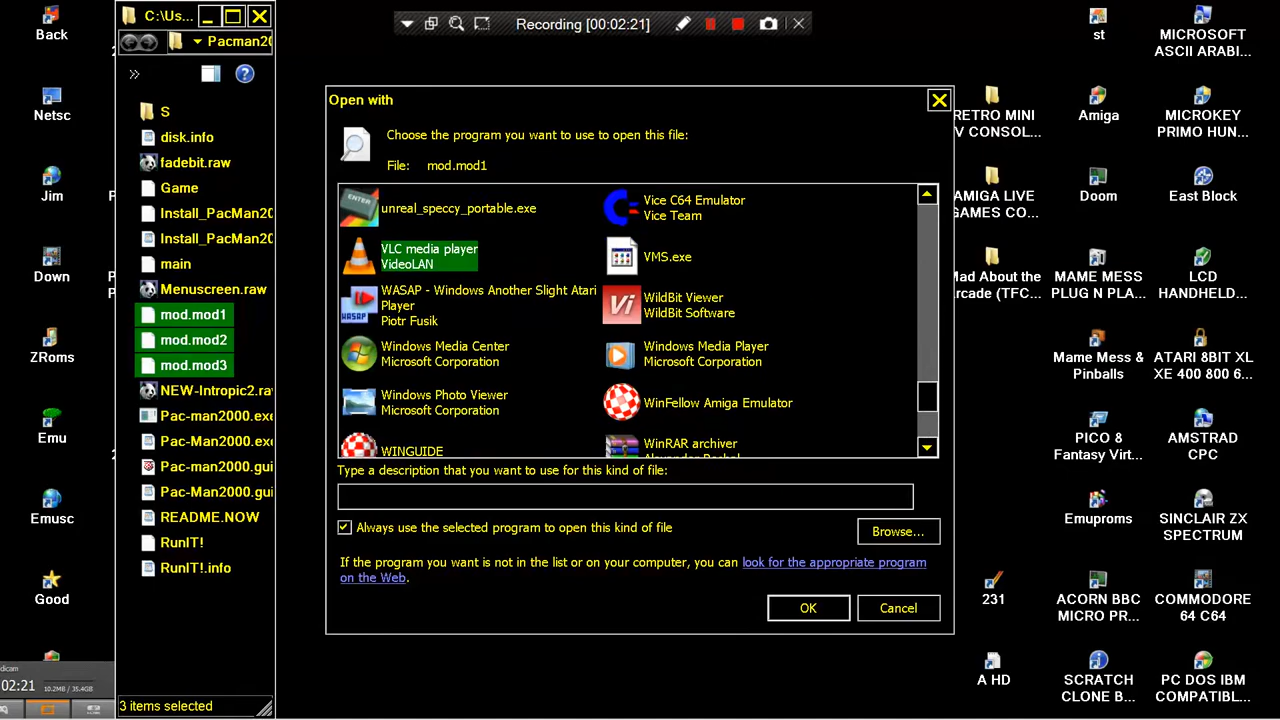 Back
Netsc
Jim
Down
ZRoms
Emu
Emusc
Good
dicam
02:21
10.2MB / 35.4GB
C:\Us...
Pacman20
»
S
disk.info
fadebit.raw
Game
Install_PacMan20
Install_PacMan20
main
Menuscreen.raw
mod.mod1
mod.mod2
mod.mod3
NEW-Intropic2.rav
Pac-man2000.exe
Pac-Man2000.exe
Pac-man2000.gui
Pac-Man2000.gui
README.NOW
RunIT!
RunIT!.info
3 items selected
Recording [00:02:21]
Open with
Choose the program you want to use to open this file:
File: mod.mod1
unreal_speccy_portable.exe
Vice C64 Emulator
Vice Team
VLC media player
VideoLAN
VMS.exe
WASAP - Windows Another Slight Atari
Player
Piotr Fusik
WildBit Viewer
WildBit Software
Windows Media Center
Microsoft Corporation
Windows Media Player
Microsoft Corporation
Windows Photo Viewer
Microsoft Corporation
WinFellow Amiga Emulator
WINGUIDE
WinRAR archiver
Type a description that you want to use for this kind of file:
Always use the selected program to open this kind of file
Browse...
If the program you want is not in the list or on your computer, you can look for the appropriate program
on the Web.
OK
Cancel
st
MICROSOFT
ASCII ARABI...
RETRO MINI
V CONSOL...
Amiga
MICROKEY
PRIMO HUN...
AMIGA LIVE
GAMES CO...
Doom
East Block
Mad About the
Arcade (TFC...
MAME MESS
PLUG N PLA...
LCD
HANDHELD...
Mame Mess &
Pinballs
ATARI 8BIT XL
XE 400 800 6...
PICO 8
Fantasy Virt...
AMSTRAD
CPC
Emuproms
SINCLAIR ZX
SPECTRUM
231
ACORN BBC
MICRO PR...
COMMODORE
64 C64
A HD
SCRATCH
CLONE B...
PC DOS IBM
COMPATIBL...